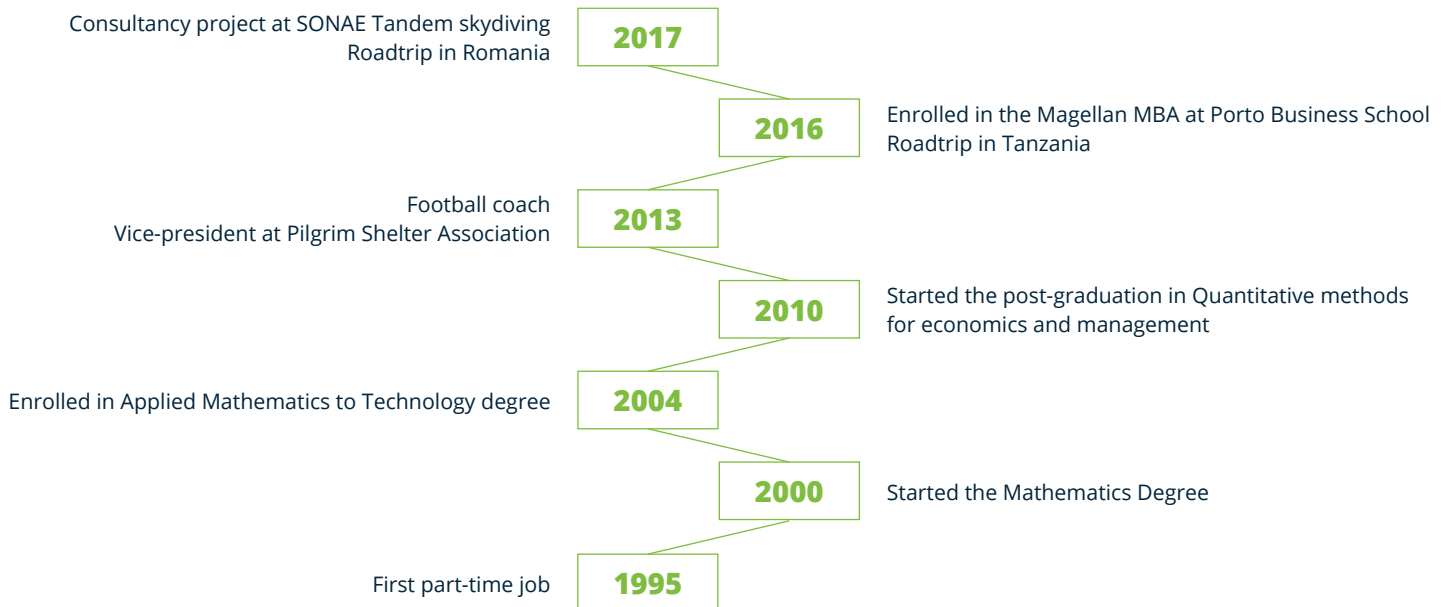 Consultancy project at SONAE Tandem skydiving
Roadtrip in Romania
2017
2016
Enrolled in the Magellan MBA at Porto Business School
Roadtrip in Tanzania
Football coach
Vice-president at Pilgrim Shelter Association
2013
2010
Started the post-graduation in Quantitative methods
for economics and management
Enrolled in Applied Mathematics to Technology degree
2004
2000
Started the Mathematics Degree
First part-time job
1995